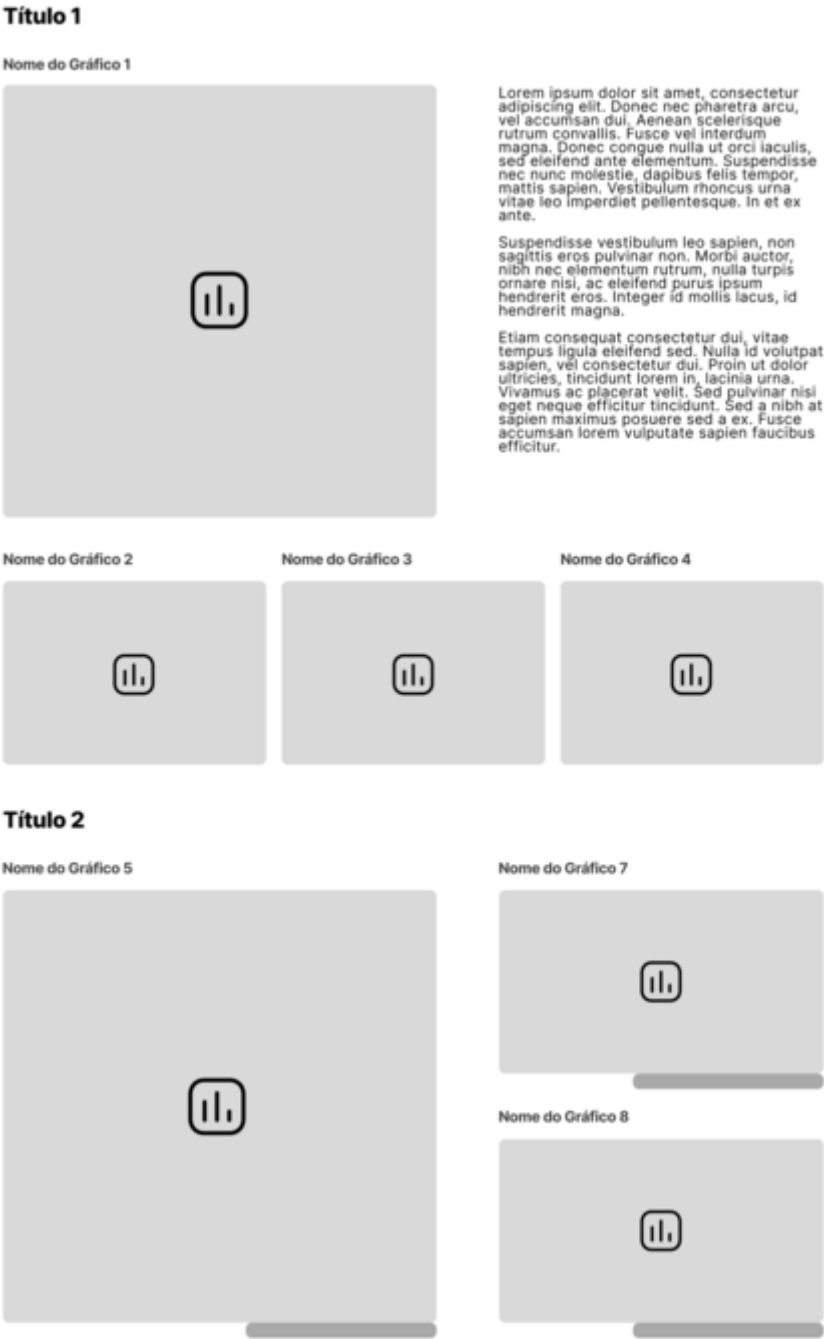 Título 1
Nome do Gráfico 1
Lorem ipsum dolor sit amet, consectetur
adipiscing elit. Donec nec pharetra arcu,
vel accumsan dui. Aenean scelerisque
rutrum convallis. Fusce vel interdum
magna. Donec congue nulla ut orci iaculis,
sed eleifend ante elementum. Suspendisse
nec nunc molestie, dapibus felis tempor,
mattis sapien. Vestibulum rhoncus urna
vitae leo imperdiet pellentesque. In et ex
ante.
Suspendisse vestibulum leo sapien, non
sagittis eros pulvinar non. Morbi auctor,
nibh nec elementum rutrum, nulla turpis
ornare nisi, ac eleifend purus ipsum
hendrerit eros. Integer id mollis lacus, id
hendrerit magna.
Etiam consequat consectetur dui, vitae
tempus ligula eleifend sed. Nulla id volutpat
sapien, vel consectetur dui. Proin ut dolor
ultricies, tincidunt lorem in, lacinia urna.
Vivamus ac placerat velit. Sed pulvinar nisi
eget neque efficitur tincidunt. Sed a nibh at
sapien maximus posuere sed a ex. Fusce
accumsan lorem vulputate sapien faucibus
efficitur.
Nome do Gráfico 2
Nome do Gráfico 3
Nome do Gráfico 4
Título 2
Nome do Gráfico 5
Nome do Gráfico 7
Nome do Gráfico 8